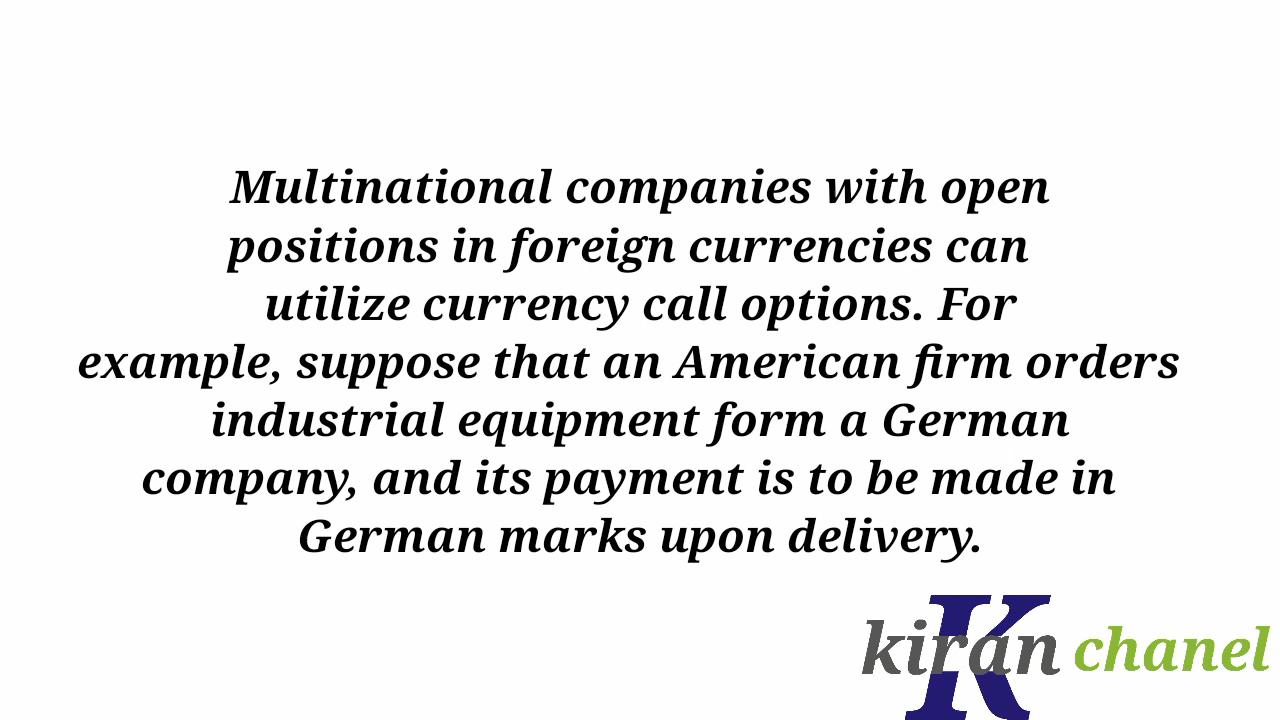 Multinational companies with open
positions in foreign currencies can
utilize currency call options. For
example, suppose that an American firm orders
industrial equipment form a German
company, and its payment is to be made in
German marks upon delivery.
K
kiran chanel